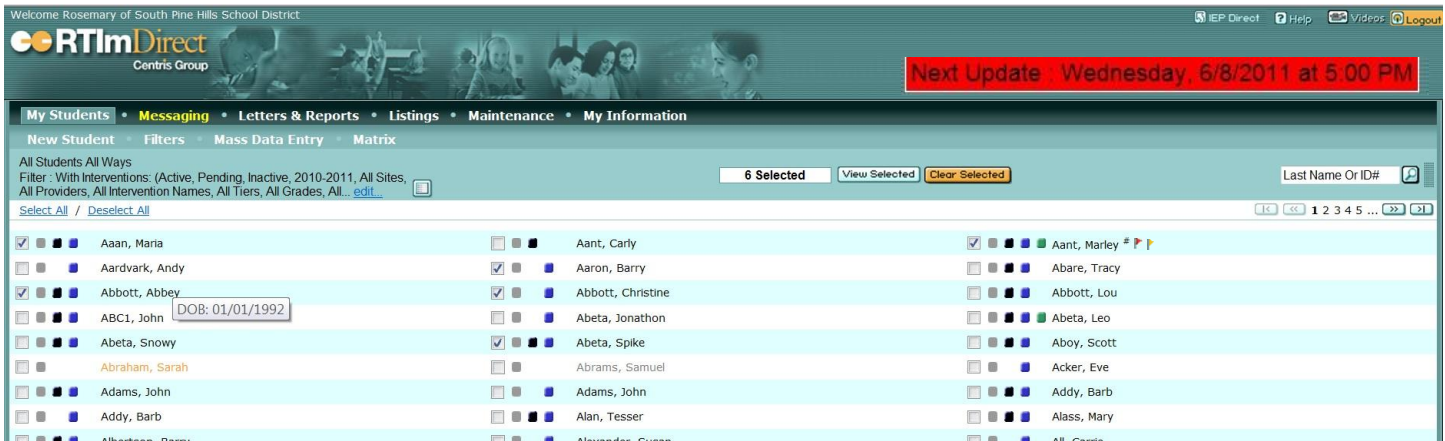 Welcome Rosemary of South Pine Hills School District
IEP Direct ? Help Videos Logout
RTImDirect
Centris Group
Next Update : Wednesday, 6/8/2011 at 5:00 PM
My Students • Messaging • Letters & Reports • Listings • Maintenance • My Information
New Student • Filters • Mass Data Entry • Matrix
All Students All Ways
Filter : With Interventions: (Active, Pending, Inactive, 2010-2011, All Sites,
All Providers, All Intervention Names, All Tiers, All Grades, All... edit...
6 Selected View Selected Clear Selected Last Name Or ID#
Select All / Deselect All 1 2 3 4 5 ...
Aaan, Maria Aant, Carly Aant, Marley #
Aardvark, Andy Aaron, Barry Abare, Tracy
Abbott, Abbey Abbott, Christine Abbott, Lou
DOB: 01/01/1992
ABC1, John Abeta, Jonathon Abeta, Leo
Abeta, Snowy Abeta, Spike Aboy, Scott
Abraham, Sarah Abrams, Samuel Acker, Eve
Adams, John Adams, John Addy, Barb
Addy, Barb Alan, Tesser Alass, Mary